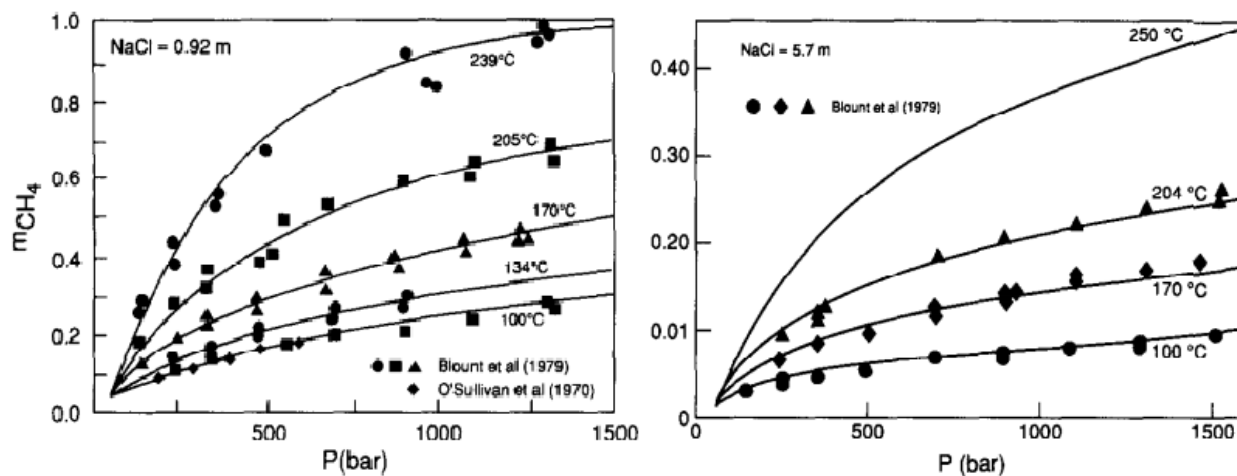 NaCl = 0.92 m
1.0
0.8
0.6
0.4
0.2
0.0
mCH4
239°C
205°C
170°C
134°C
100°C
Blount et all (1979)
O'Sullivan et al (1970)
500
1000
1500
P(bar)
NaCl = 5.7 m
Blount et al (1979)
0.40
0.30
0.20
0.01
0
250 °C
204 °C
170 °C
100 °C
0
500
1000
1500
P (bar)